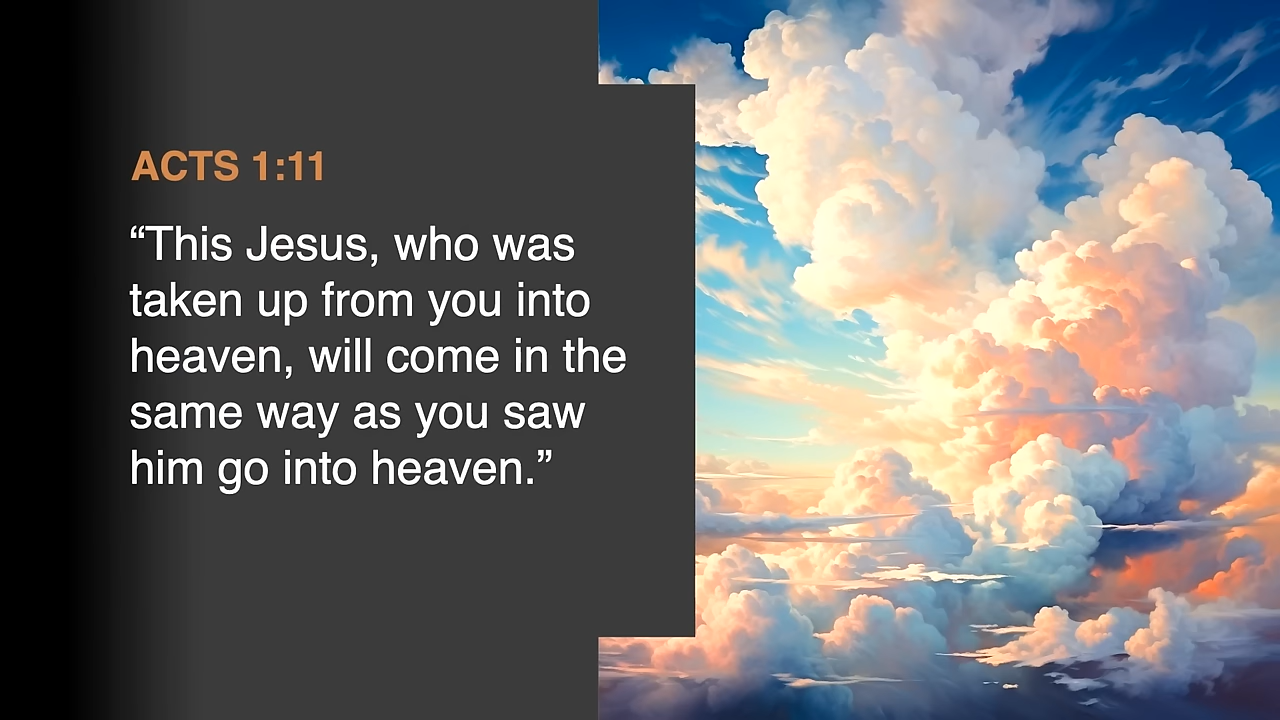 ACTS 1:11
“This Jesus, who was
taken up from you into
heaven, will come in the
same way as you saw
him go into heaven.”